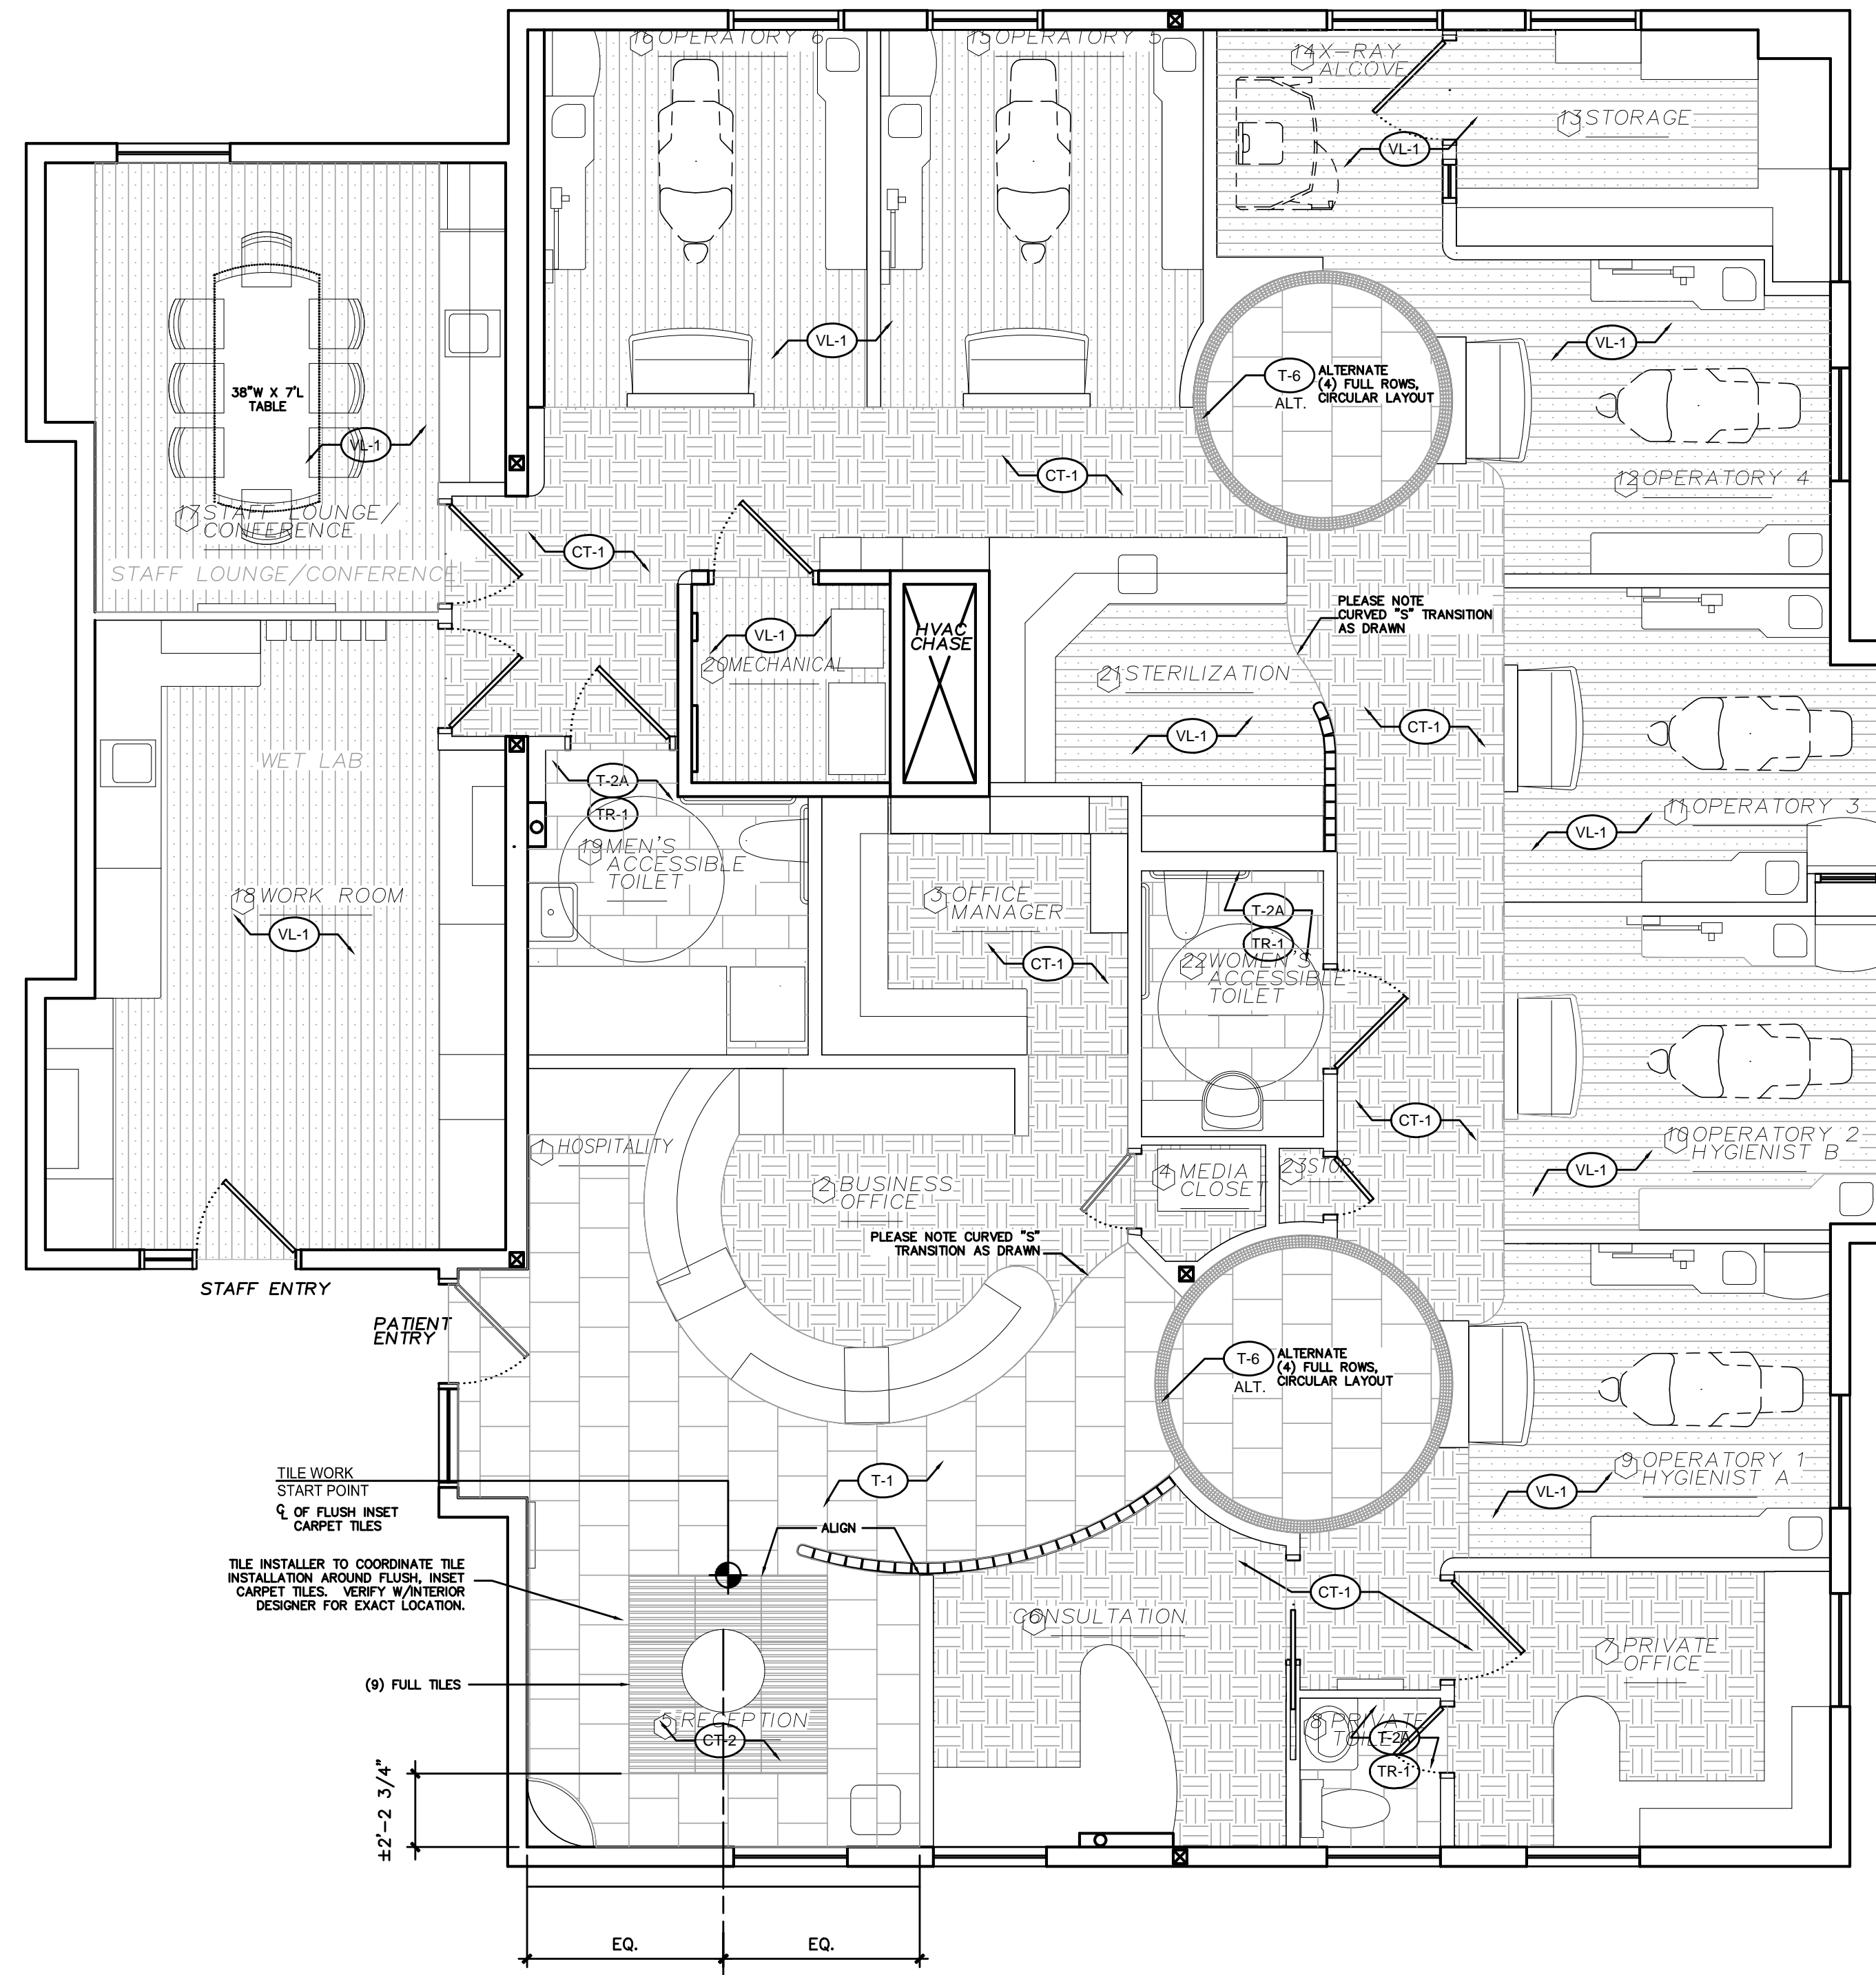 16 OPERATORY 6
15 OPERATORY 5
14 X-RAY
ALCOVE
13 STORAGE
VL-1
VL-1
VL-1
T-6
ALT.
ALTERNATE
(4) FULL ROWS,
CIRCULAR LAYOUT
38"W X 7'L
TABLE
VL-1
CT-1
12 OPERATORY 4
17 STAFF LOUNGE/
CONFERENCE
STAFF LOUNGE/CONFERENCE
CT-1
PLEASE NOTE
CURVED "S" TRANSITION
AS DRAWN
VL-1
20 MECHANICAL
HVAC
CHASE
21 STERILIZATION
VL-1
CT-1
WET LAB
T-2A
TR-1
19 MEN'S
ACCESSIBLE
TOILET
11 OPERATORY 3
VL-1
18 WORK ROOM
VL-1
3 OFFICE
MANAGER
CT-1
T-2A
TR-1
22 WOMEN'S
ACCESSIBLE
TOILET
CT-1
10 OPERATORY 2
HYGIENIST B
VL-1
1 HOSPITALITY
2 BUSINESS
OFFICE
4 MEDIA
CLOSET
23 STOR.
PLEASE NOTE CURVED "S"
TRANSITION AS DRAWN
STAFF ENTRY
PATIENT
ENTRY
T-6
ALT.
ALTERNATE
(4) FULL ROWS,
CIRCULAR LAYOUT
9 OPERATORY 1
HYGIENIST A
VL-1
T-1
TILE WORK
START POINT
℄ OF FLUSH INSET
CARPET TILES
ALIGN
TILE INSTALLER TO COORDINATE TILE
INSTALLATION AROUND FLUSH, INSET
CARPET TILES. VERIFY W/INTERIOR
DESIGNER FOR EXACT LOCATION.
CT-1
6 CONSULTATION
7 PRIVATE
OFFICE
(9) FULL TILES
5 RECEPTION
CT-2
8 PRIVATE
TOILET
T-2A
TR-1
±2'-2 3/4"
EQ.
EQ.